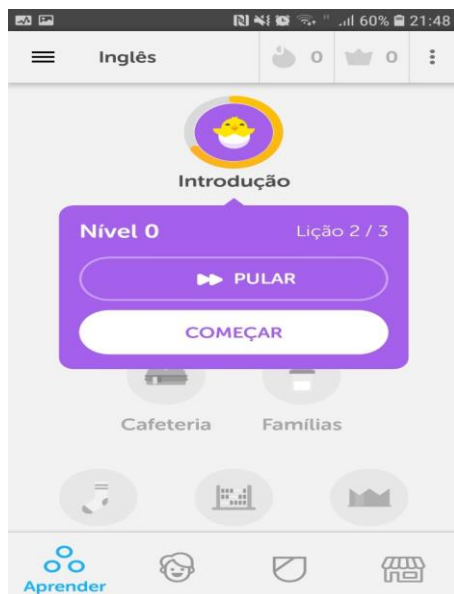 60% 21:48
Inglês 0 0
Introdução
Nível 0 Lição 2 / 3
PULAR
COMEÇAR
Cafeteria Famílias
Aprender